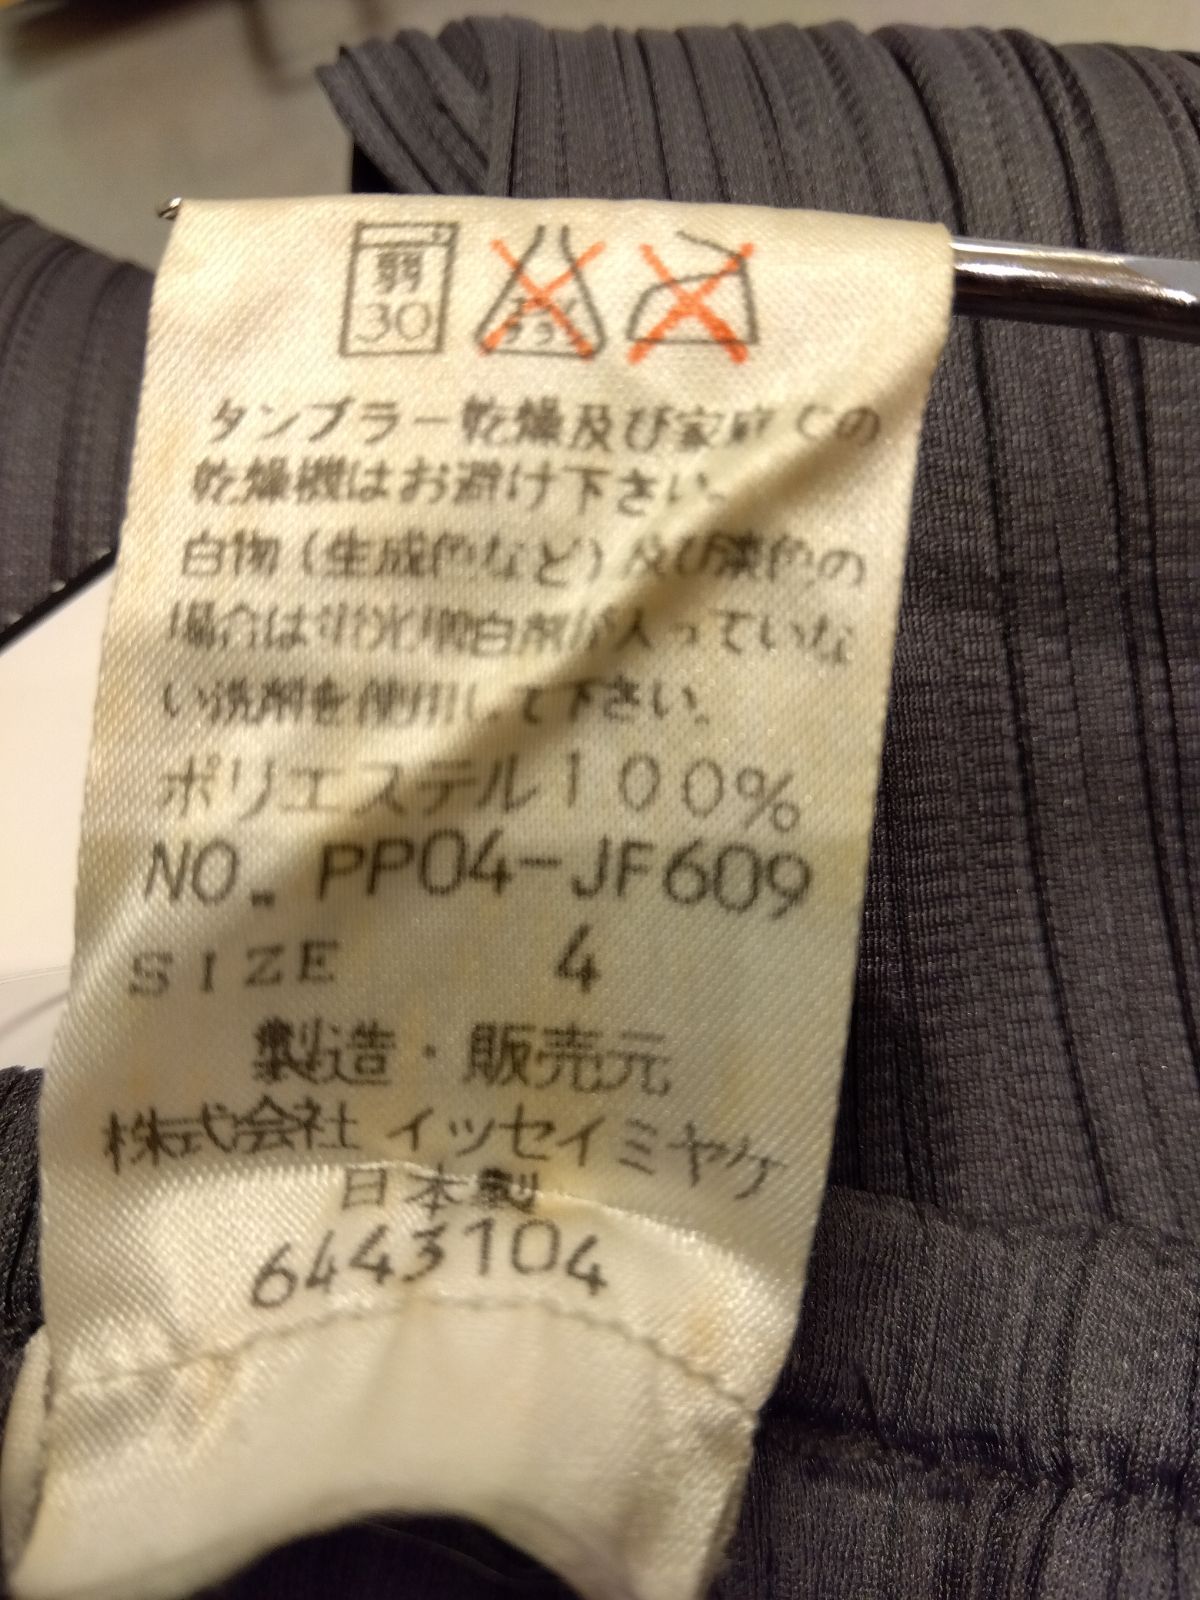 弱
30
タンブラー乾燥及び家庭での
乾燥機はお避け下さい。
白物(生成色など)及び淡色の
場合は蛍光増白剤が入っていな
い洗剤を使用して下さい。
ポリエステル100%
NO. PP04-JF609
SIZE 4
製造・販売元
株式会社イッセイミヤケ
日本製
6443104